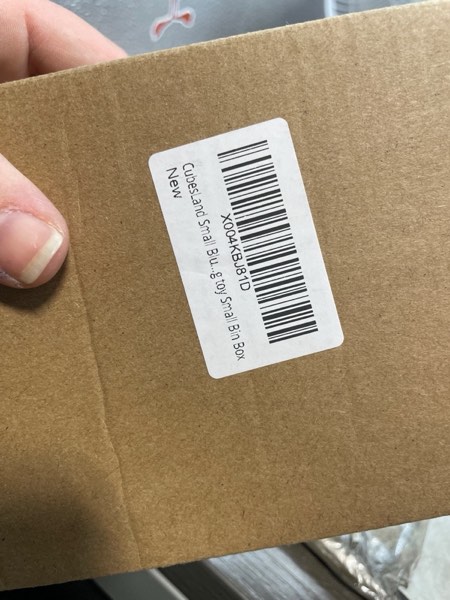 X004KBJ81D
CubesLand Small Blu...g toy Small Bin Box
New